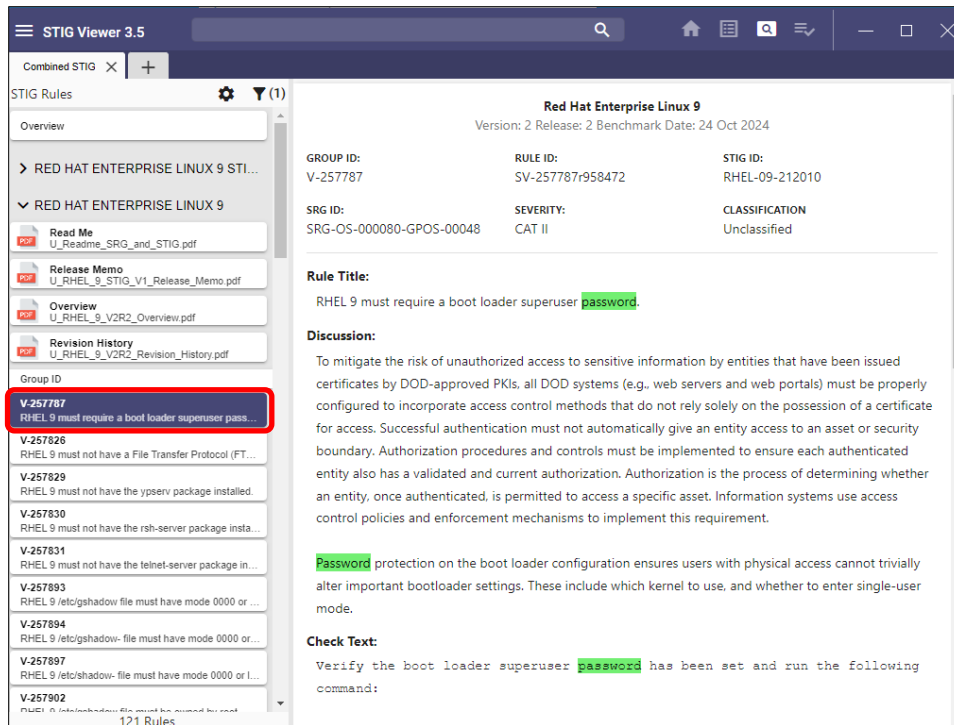 STIG Viewer 3.5
Combined STIG
STIG Rules
(1)
Overview
RED HAT ENTERPRISE LINUX 9 STI...
RED HAT ENTERPRISE LINUX 9
PDF
Read Me
U_Readme_SRG_and_STIG.pdf
PDF
Release Memo
U_RHEL_9_STIG_V1_Release_Memo.pdf
PDF
Overview
U_RHEL_9_V2R2_Overview.pdf
PDF
Revision History
U_RHEL_9_V2R2_Revision_History.pdf
Group ID
V-257787
RHEL 9 must require a boot loader superuser pass...
V-257826
RHEL 9 must not have a File Transfer Protocol (FT...
V-257829
RHEL 9 must not have the ypserv package installed.
V-257830
RHEL 9 must not have the rsh-server package insta...
V-257831
RHEL 9 must not have the telnet-server package in...
V-257893
RHEL 9 /etc/gshadow file must have mode 0000 or ...
V-257894
RHEL 9 /etc/gshadow- file must have mode 0000 or...
V-257897
RHEL 9 /etc/shadow- file must have mode 0000 or l...
V-257902
RHEL 9 /etc/gshadow file must be owned by root.
121 Rules
Red Hat Enterprise Linux 9
Version: 2 Release: 2 Benchmark Date: 24 Oct 2024
GROUP ID:
V-257787
RULE ID:
SV-257787r958472
STIG ID:
RHEL-09-212010
SRG ID:
SRG-OS-000080-GPOS-00048
SEVERITY:
CAT II
CLASSIFICATION
Unclassified
Rule Title:
RHEL 9 must require a boot loader superuser password.
Discussion:
To mitigate the risk of unauthorized access to sensitive information by entities that have been issued
certificates by DOD-approved PKIs, all DOD systems (e.g., web servers and web portals) must be properly
configured to incorporate access control methods that do not rely solely on the possession of a certificate
for access. Successful authentication must not automatically give an entity access to an asset or security
boundary. Authorization procedures and controls must be implemented to ensure each authenticated
entity also has a validated and current authorization. Authorization is the process of determining whether
an entity, once authenticated, is permitted to access a specific asset. Information systems use access
control policies and enforcement mechanisms to implement this requirement.
Password protection on the boot loader configuration ensures users with physical access cannot trivially
alter important bootloader settings. These include which kernel to use, and whether to enter single-user
mode.
Check Text:
Verify the boot loader superuser password has been set and run the following
command: